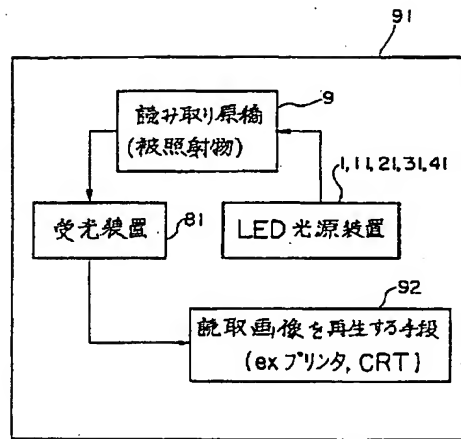 91
9
読み取り原稿
(被照射物)
1,11,21,31,41
受光装置
81
LED光源装置
92
読取画像を再生する手段
(exプリンタ,CRT)